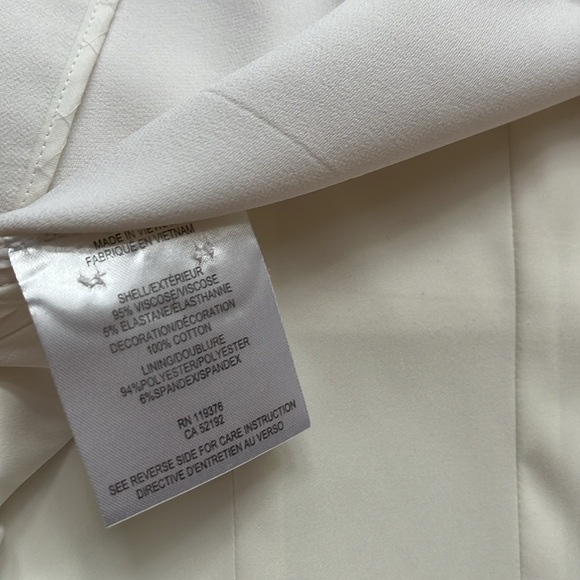 MADE IN VIETNAM
FABRIQUE EN VIETNAM
SHELL/EXTÉRIEUR
95% VISCOSE/VISCOSE
5% ELASTANE/ÉLASTHANNE
DECORATION/DÉCORATION
100% COTTON
LINING/DOUBLURE
94%POLYESTER/POLYESTER
6%SPANDEX/SPANDEX
RN 119376
CA 52192
SEE REVERSE SIDE FOR CARE INSTRUCTION
DIRECTIVE D'ENTRETIEN AU VERSO